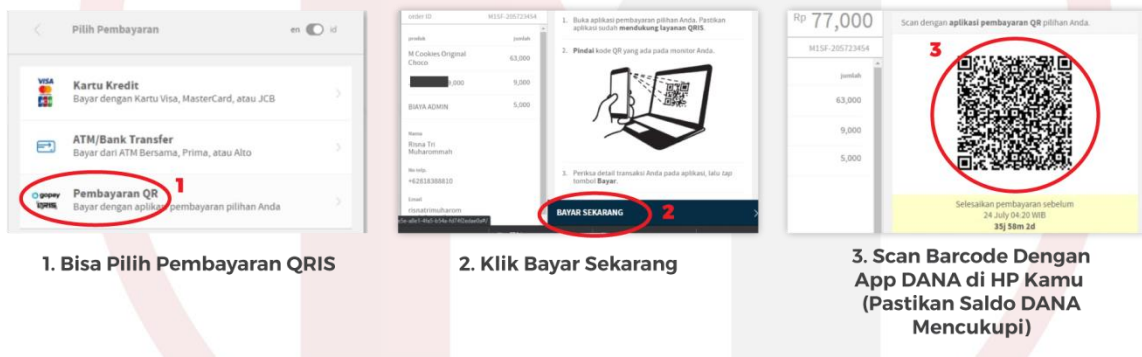 Pilih Pembayaran
en id
VISA
Kartu Kredit
Bayar dengan Kartu Visa, MasterCard, atau JCB
ATM/Bank Transfer
Bayar dari ATM Bersama, Prima, atau Alto
gopay
QRIS
Pembayaran QR
Bayar dengan aplikasi pembayaran pilihan Anda
1
1. Bisa Pilih Pembayaran QRIS
order ID M1SF-205723454
produk jumlah
M Cookies Original Choco 63,000
9,000
BIAYA ADMIN 5,000
Nama
Risna Tri
Muharommah
No telp.
+62818388610
Email
risnatrimuharom
1. Buka aplikasi pembayaran pilihan Anda. Pastikan
aplikasi sudah mendukung layanan QRIS.
2. Pindai kode QR yang ada pada monitor Anda.
3. Periksa detail transaksi Anda pada aplikasi, lalu tap
tombol Bayar.
BAYAR SEKARANG
2
2. Klik Bayar Sekarang
Rp 77,000
M1SF-205723454
jumlah
63,000
9,000
5,000
Scan dengan aplikasi pembayaran QR pilihan Anda.
3
Selesaikan pembayaran sebelum
24 July 04:20 WIB
35j 58m 2d
3. Scan Barcode Dengan
App DANA di HP Kamu
(Pastikan Saldo DANA
Mencukupi)